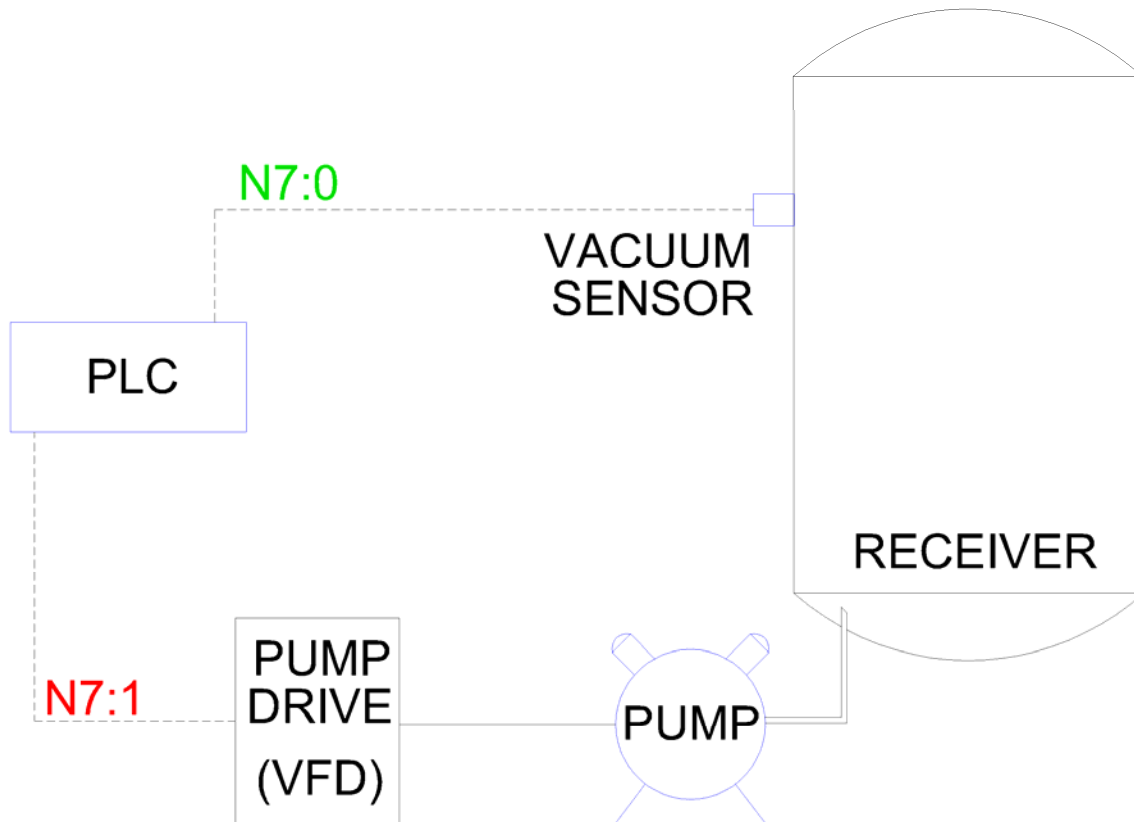 N7:0
VACUUM
SENSOR
PLC
RECEIVER
N7:1
PUMP
DRIVE
(VFD)
PUMP